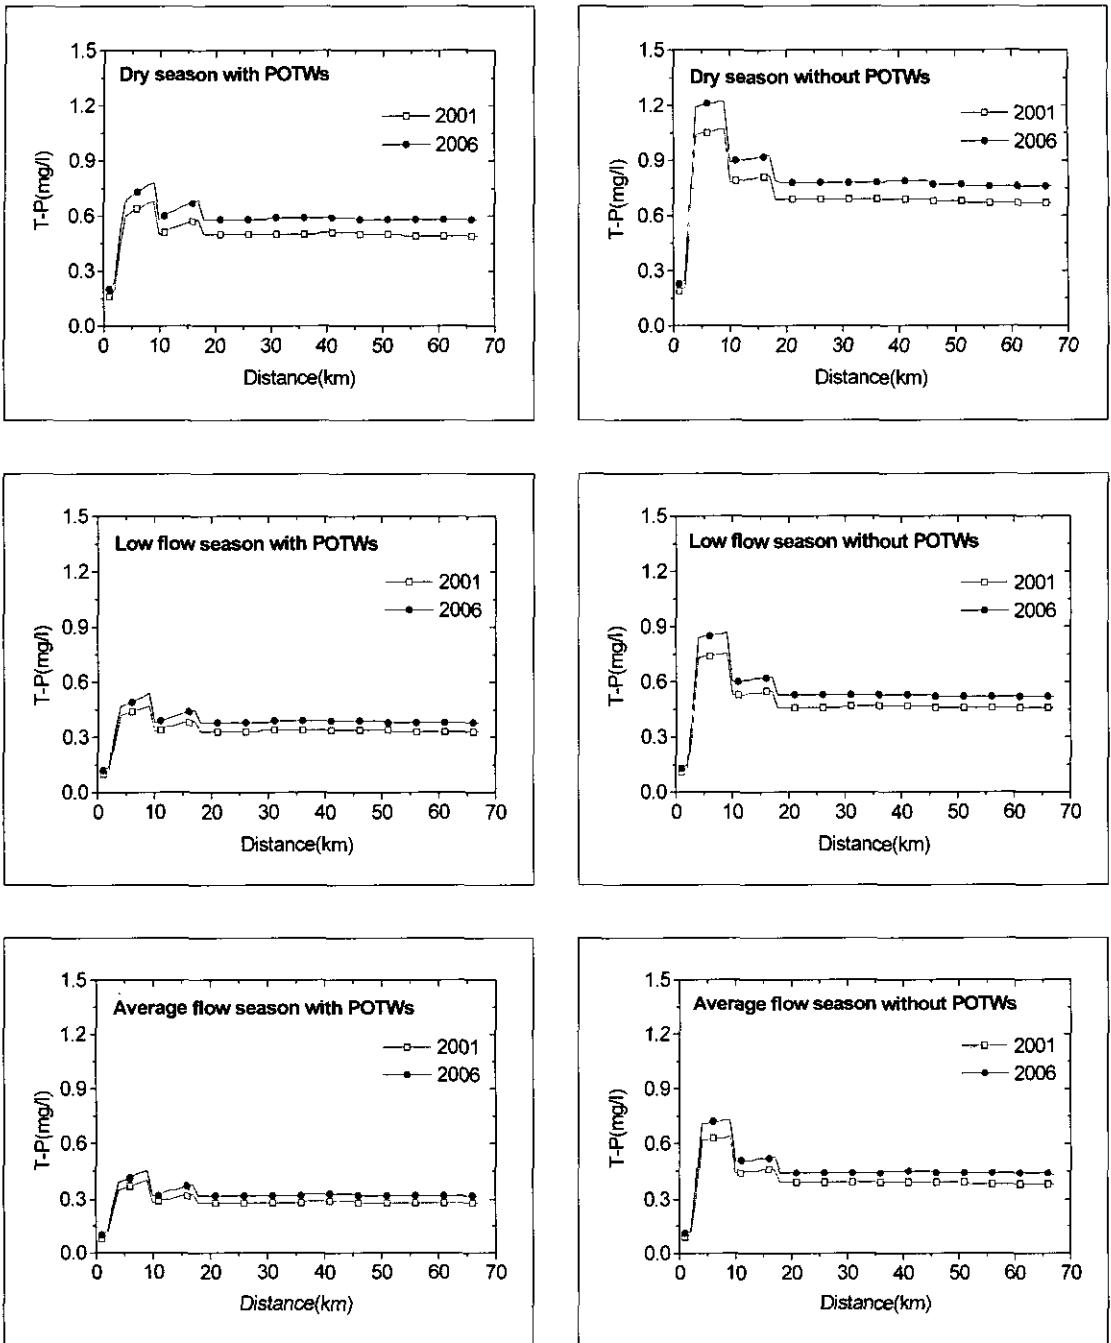 Dry season with POTWs
2001
2006
T-P(mg/l)
1.5
1.2
0.9
0.6
0.3
0.0
0 10 20 30 40 50 60 70
Distance(km)
Dry season without POTWs
2001
2006
T-P(mg/l)
1.5
1.2
0.9
0.6
0.3
0.0
0 10 20 30 40 50 60 70
Distance(km)
Low flow season with POTWs
2001
2006
T-P(mg/l)
1.5
1.2
0.9
0.6
0.3
0.0
0 10 20 30 40 50 60 70
Distance(km)
Low flow season without POTWs
2001
2006
T-P(mg/l)
1.5
1.2
0.9
0.6
0.3
0.0
0 10 20 30 40 50 60 70
Distance(km)
Average flow season with POTWs
2001
2006
T-P(mg/l)
1.5
1.2
0.9
0.6
0.3
0.0
0 10 20 30 40 50 60 70
Distance(km)
Average flow season without POTWs
2001
2006
T-P(mg/l)
1.5
1.2
0.9
0.6
0.3
0.0
0 10 20 30 40 50 60 70
Distance(km)